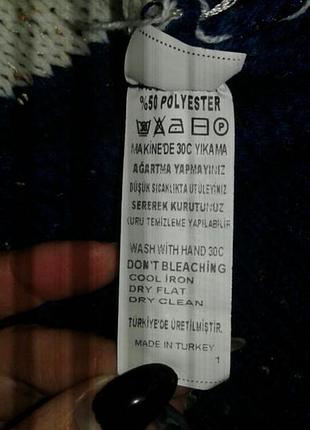 %50 POLYESTER
MAKİNEDE 30C YIKAMA
AĞARTMA YAPMAYINIZ
DÜŞÜK SICAKLIKTA ÜTÜLEYİNİZ
SEREREK KURUTUNUZ
KURU TEMİZLEME YAPILABİLİR
WASH WITH HAND 30C
DON'T BLEACHING
COOL IRON
DRY FLAT
DRY CLEAN
TÜRKİYE'DE ÜRETİLMİŞTİR.
MADE IN TURKEY
1